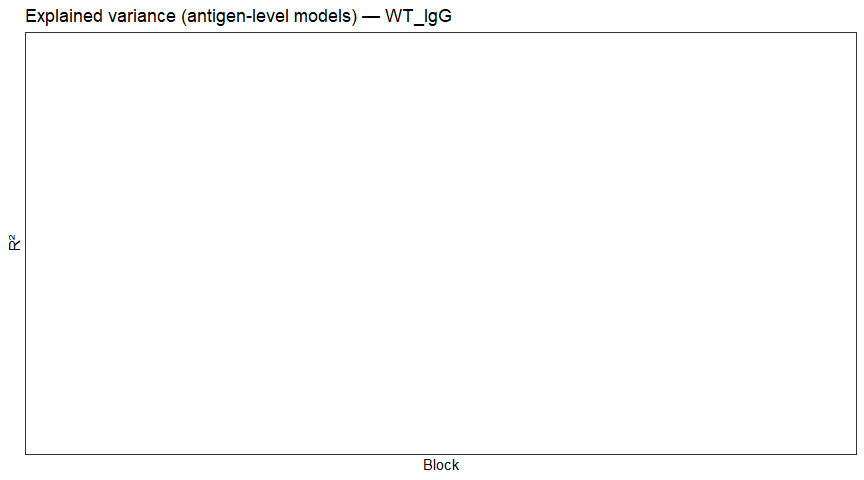 Explained variance (antigen-level models) — WT_IgG
R²
Block